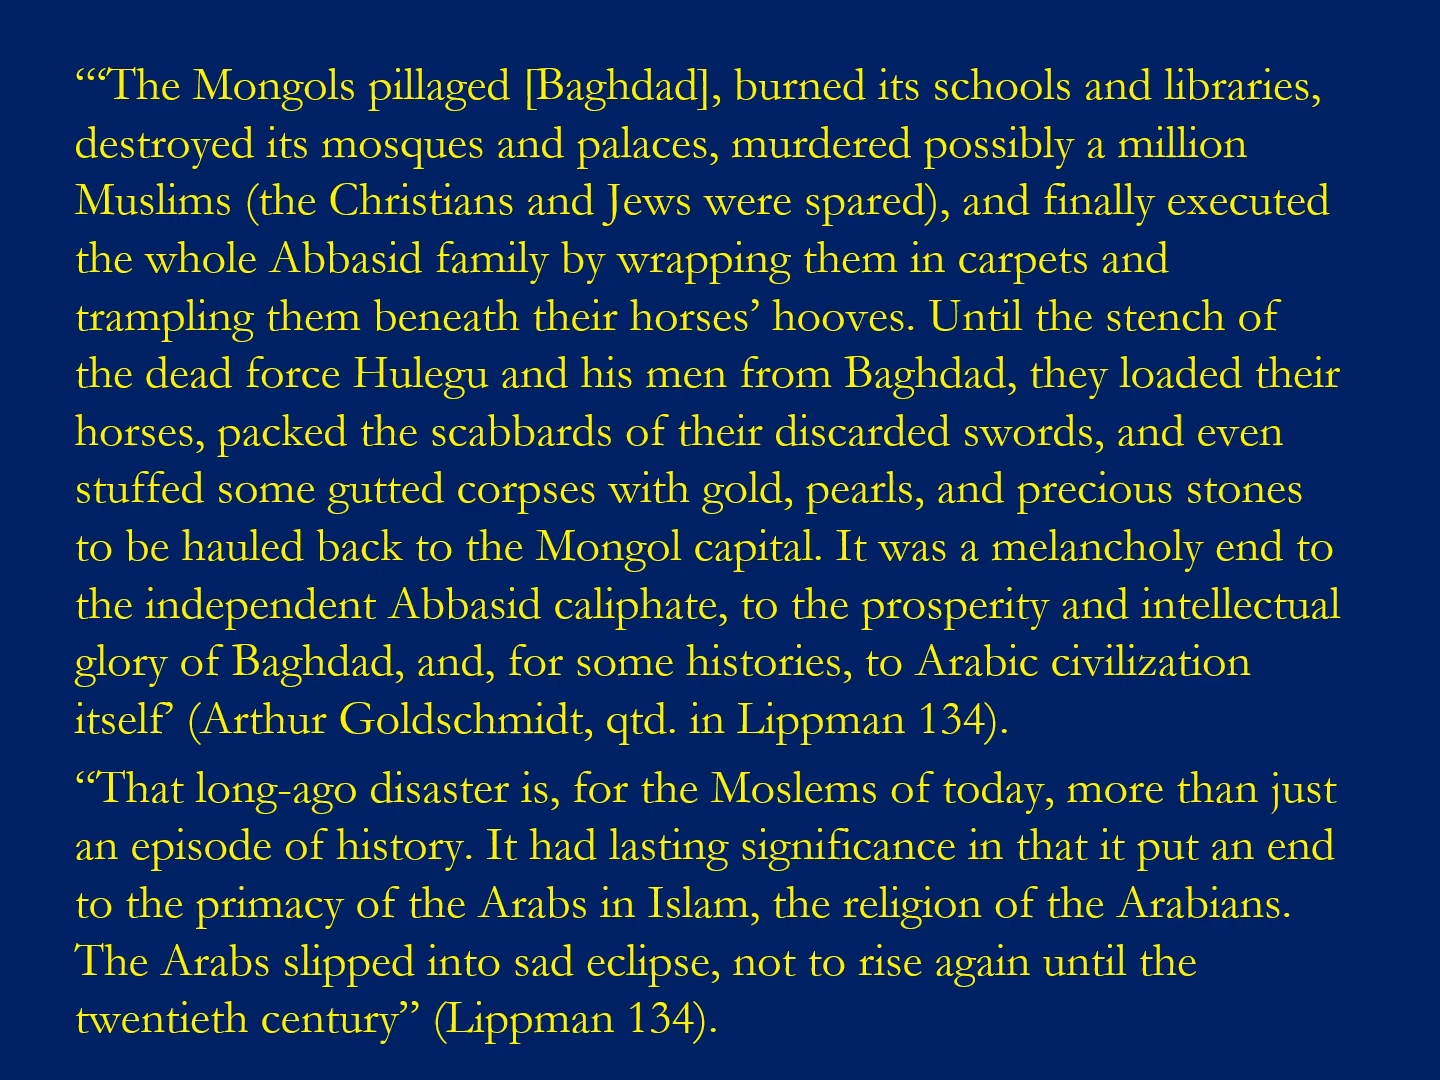 “‘“The Mongols pillaged [Baghdad], burned its schools and libraries,
destroyed its mosques and palaces, murdered possibly a million
Muslims (the Christians and Jews were spared), and finally executed
the whole Abbasid family by wrapping them in carpets and
trampling them beneath their horses’ hooves. Until the stench of
the dead force Hulegu and his men from Baghdad, they loaded their
horses, packed the scabbards of their discarded swords, and even
stuffed some gutted corpses with gold, pearls, and precious stones
to be hauled back to the Mongol capital. It was a melancholy end to
the independent Abbasid caliphate, to the prosperity and intellectual
glory of Baghdad, and, for some histories, to Arabic civilization
itself’ (Arthur Goldschmidt, qtd. in Lippman 134).
“That long-ago disaster is, for the Moslems of today, more than just
an episode of history. It had lasting significance in that it put an end
to the primacy of the Arabs in Islam, the religion of the Arabians.
The Arabs slipped into sad eclipse, not to rise again until the
twentieth century” (Lippman 134).